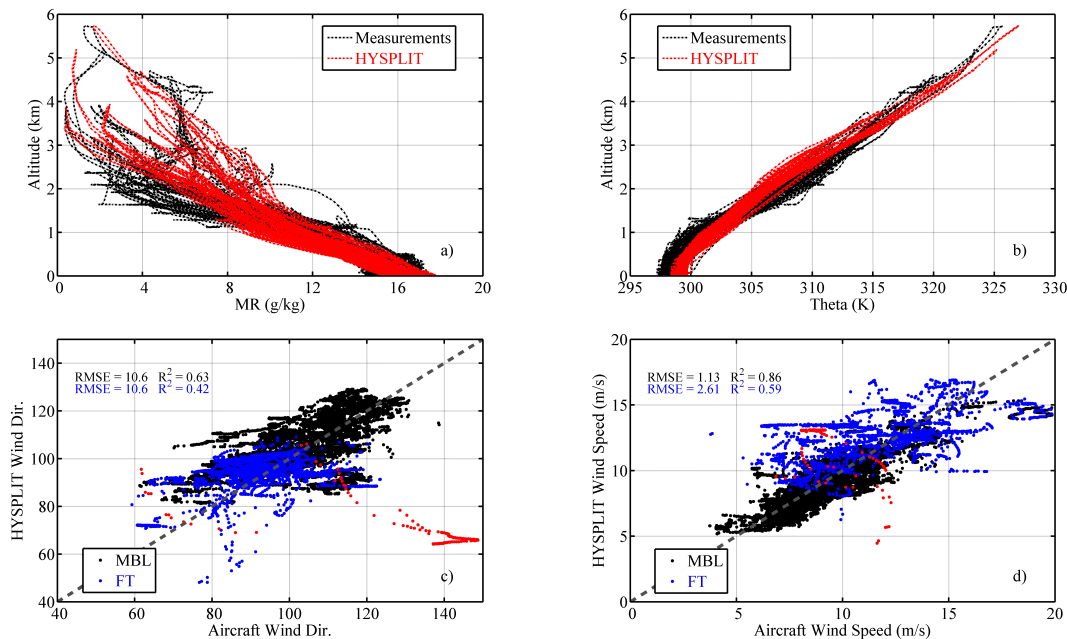 6
5
4
3
2
1
0
Altitude (km)
Measurements
HYSPLIT
a)
0 4 8 12 16 20
MR (g/kg)
6
5
4
3
2
1
0
Altitude (km)
Measurements
HYSPLIT
b)
295 300 305 310 315 320 325 330
Theta (K)
140
120
100
80
60
40
HYSPLIT Wind Dir.
RMSE = 10.6 R² = 0.63
RMSE = 10.6 R² = 0.42
MBL
FT
c)
40 60 80 100 120 140
Aircraft Wind Dir.
20
15
10
5
0
HYSPLIT Wind Speed (m/s)
RMSE = 1.13 R² = 0.86
RMSE = 2.61 R² = 0.59
MBL
FT
d)
0 5 10 15 20
Aircraft Wind Speed (m/s)